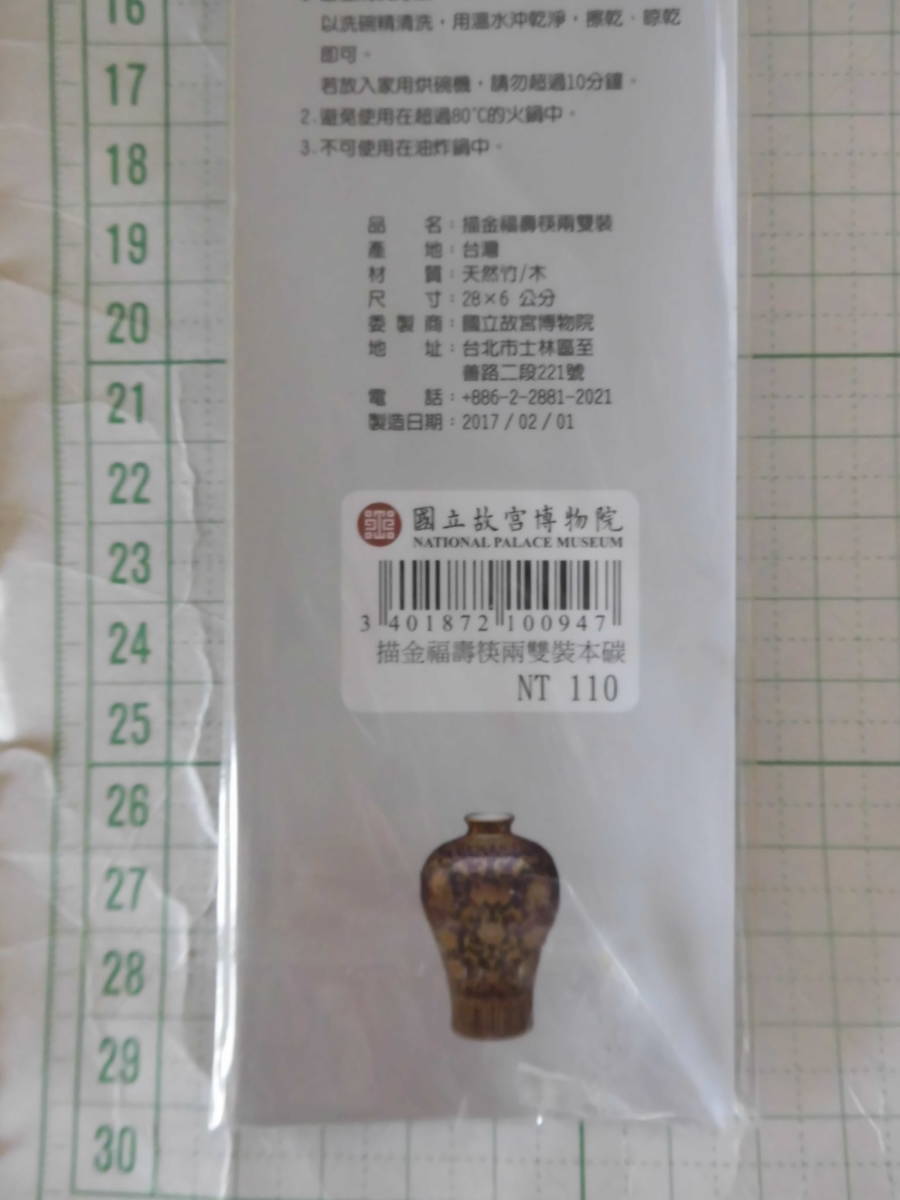 16
17
18
19
20
21
22
23
24
25
26
27
28
29
30
以洗碗精清洗，用溫水沖乾淨，擦乾、晾乾
即可。
若放入家用烘碗機，請勿超過10分鐘。
2.避免使用在超過80℃的火鍋中。
3.不可使用在油炸鍋中。
品 名：描金福壽筷兩雙裝
產 地：台灣
材 質：天然竹/木
尺 寸：28×6 公分
委 製 商：國立故宮博物院
地 址：台北市士林區至
善路二段221號
電 話：+886-2-2881-2021
製造日期：2017 / 02 / 01
國立故宮博物院
NATIONAL PALACE MUSEUM
3 401872 100947
描金福壽筷兩雙裝本碳
NT 110